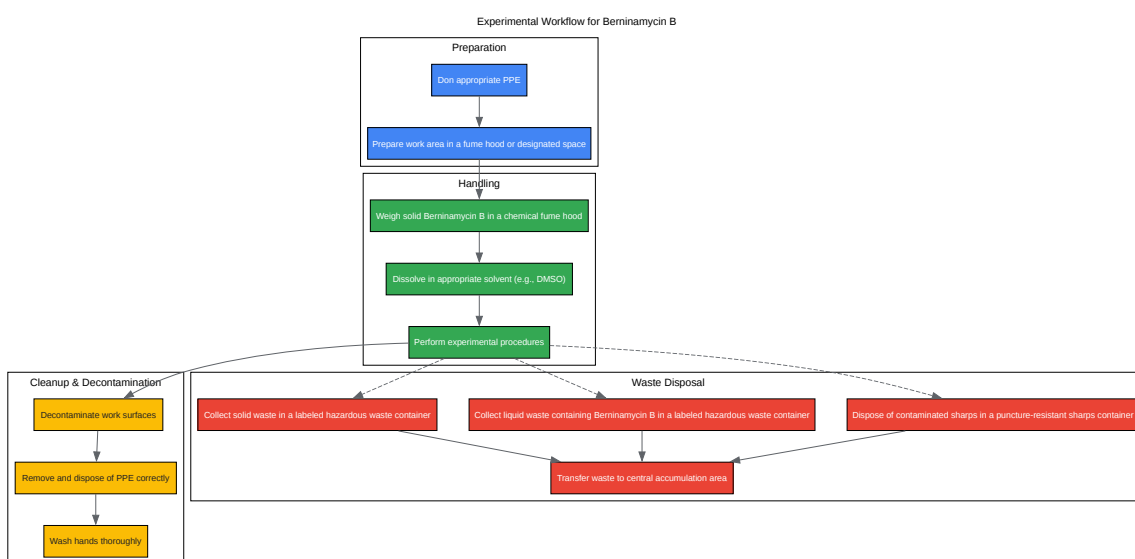 Experimental Workflow for Berninamycin B
Preparation
Don appropriate PPE
Prepare work area in a fume hood or designated space
Handling
Weigh solid Berninamycin B in a chemical fume hood
Dissolve in appropriate solvent (e.g., DMSO)
Perform experimental procedures
Cleanup & Decontamination
Decontaminate work surfaces
Remove and dispose of PPE correctly
Wash hands thoroughly
Waste Disposal
Collect solid waste in a labeled hazardous waste container
Collect liquid waste containing Berninamycin B in a labeled hazardous waste container
Dispose of contaminated sharps in a puncture-resistant sharps container
Transfer waste to central accumulation area